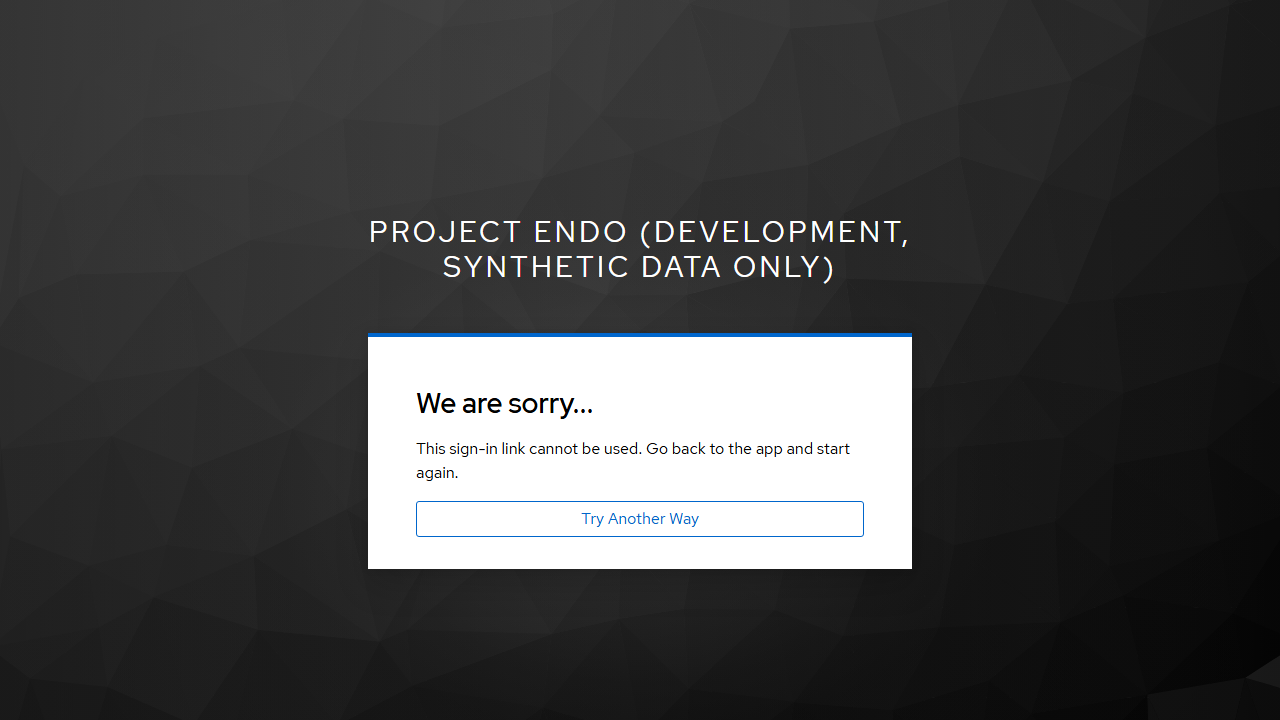 PROJECT ENDO (DEVELOPMENT,
SYNTHETIC DATA ONLY)
We are sorry...
This sign-in link cannot be used. Go back to the app and start
again.
Try Another Way